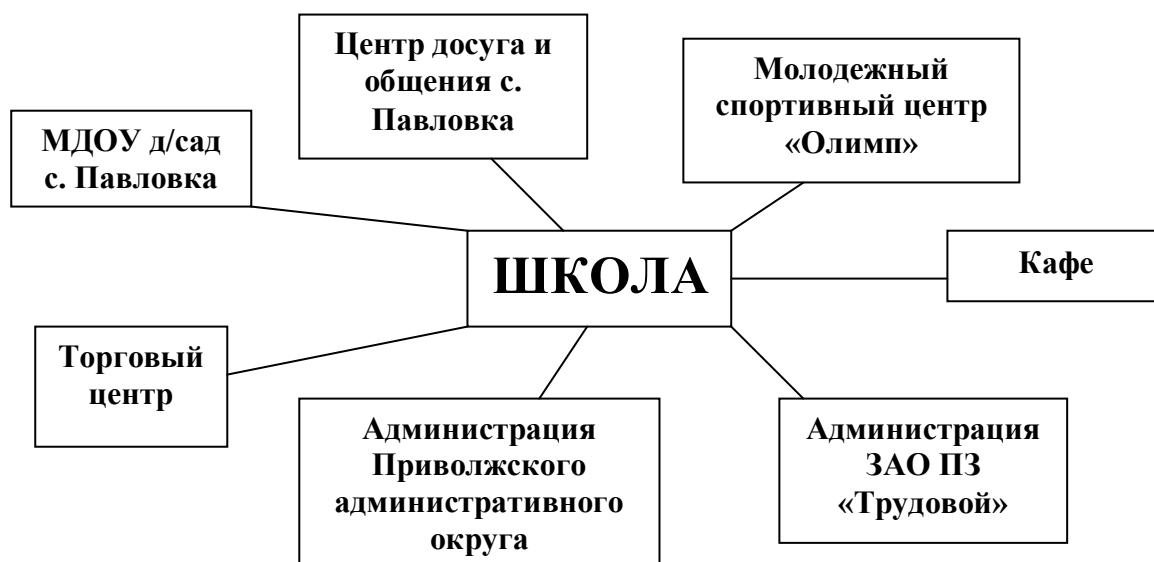 Центр досуга и
общения с.
Павловка
Молодежный
спортивный центр
«Олимп»
МДОУ д/сад
с. Павловка
ШКОЛА
Кафе
Торговый
центр
Администрация
Приволжского
административного
округа
Администрация
ЗАО ПЗ
«Трудовой»